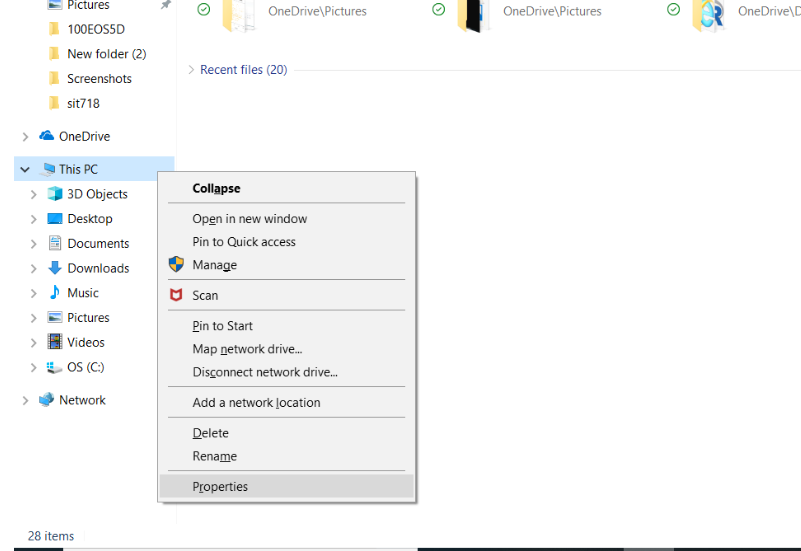 Pictures
100EOS5D
New folder (2)
Screenshots
sit718
OneDrive
This PC
3D Objects
Desktop
Documents
Downloads
Music
Pictures
Videos
OS (C:)
Network
28 items
OneDrive\Pictures
OneDrive\Pictures
OneDrive\D
Recent files (20)
Collapse
Open in new window
Pin to Quick access
Manage
Scan
Pin to Start
Map network drive...
Disconnect network drive...
Add a network location
Delete
Rename
Properties